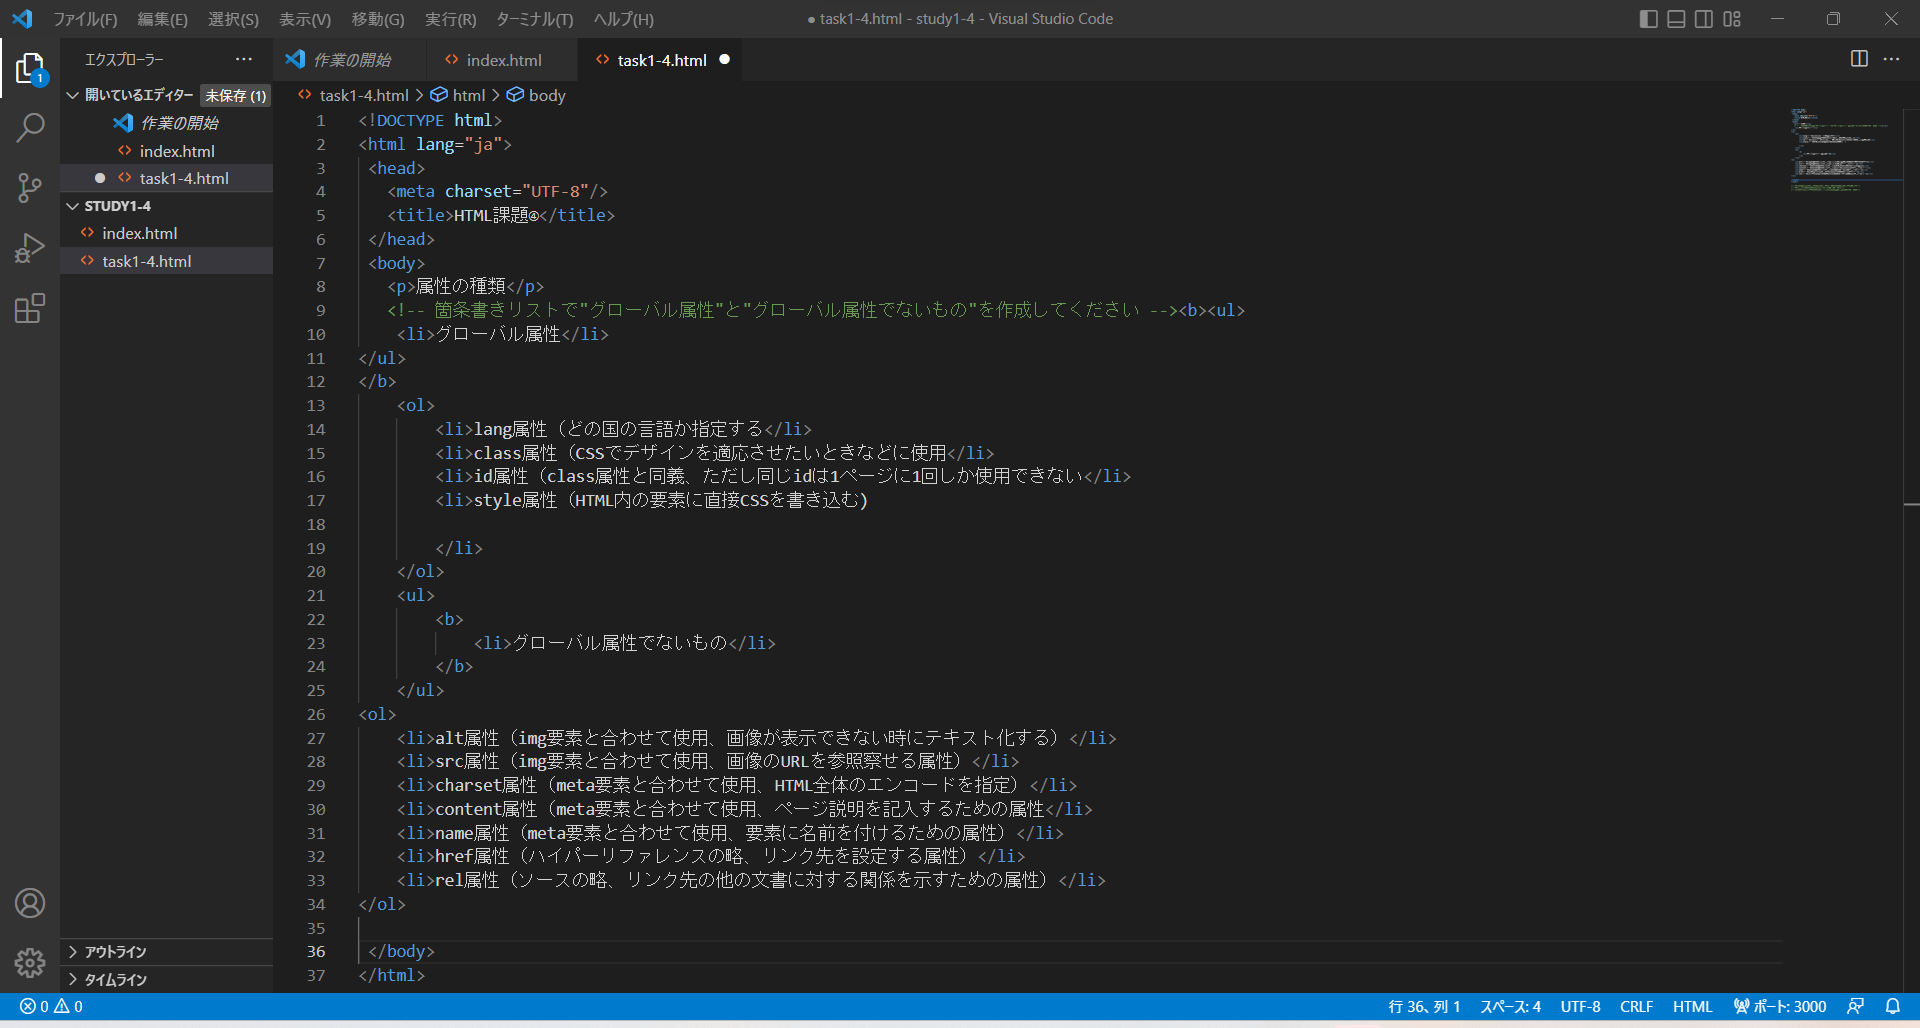 ファイル(F) 編集(E) 選択(S) 表示(V) 移動(G) 実行(R) ターミナル(T) ヘルプ(H) ● task1-4.html - study1-4 - Visual Studio Code
エクスプローラー ···
作業の開始 index.html task1-4.html ●
開いているエディター 未保存 (1)
作業の開始
index.html
● task1-4.html
STUDY1-4
index.html
task1-4.html
アウトライン
タイムライン
1
task1-4.html > html > body
1 <!DOCTYPE html>
2 <html lang="ja">
3 <head>
4 <meta charset="UTF-8"/>
5 <title>HTML課題④</title>
6 </head>
7 <body>
8 <p>属性の種類</p>
9 <!-- 箇条書きリストで"グローバル属性"と"グローバル属性でないもの"を作成してください --><b><ul>
10 <li>グローバル属性</li>
11 </ul>
12 </b>
13 <ol>
14 <li>lang属性（どの国の言語か指定する</li>
15 <li>class属性（CSSでデザインを適応させたいときなどに使用</li>
16 <li>id属性（class属性と同義、ただし同じidは1ページに1回しか使用できない</li>
17 <li>style属性（HTML内の要素に直接CSSを書き込む)
18
19 </li>
20 </ol>
21 <ul>
22 <b>
23 <li>グローバル属性でないもの</li>
24 </b>
25 </ul>
26 <ol>
27 <li>alt属性（img要素と合わせて使用、画像が表示できない時にテキスト化する）</li>
28 <li>src属性（img要素と合わせて使用、画像のURLを参照察せる属性）</li>
29 <li>charset属性（meta要素と合わせて使用、HTML全体のエンコードを指定）</li>
30 <li>content属性（meta要素と合わせて使用、ページ説明を記入するための属性</li>
31 <li>name属性（meta要素と合わせて使用、要素に名前を付けるための属性）</li>
32 <li>href属性（ハイパーリファレンスの略、リンク先を設定する属性）</li>
33 <li>rel属性（ソースの略、リンク先の他の文書に対する関係を示すための属性）</li>
34 </ol>
35
36 </body>
37 </html>
0 0 行 36、列 1 スペース: 4 UTF-8 CRLF HTML ポート: 3000